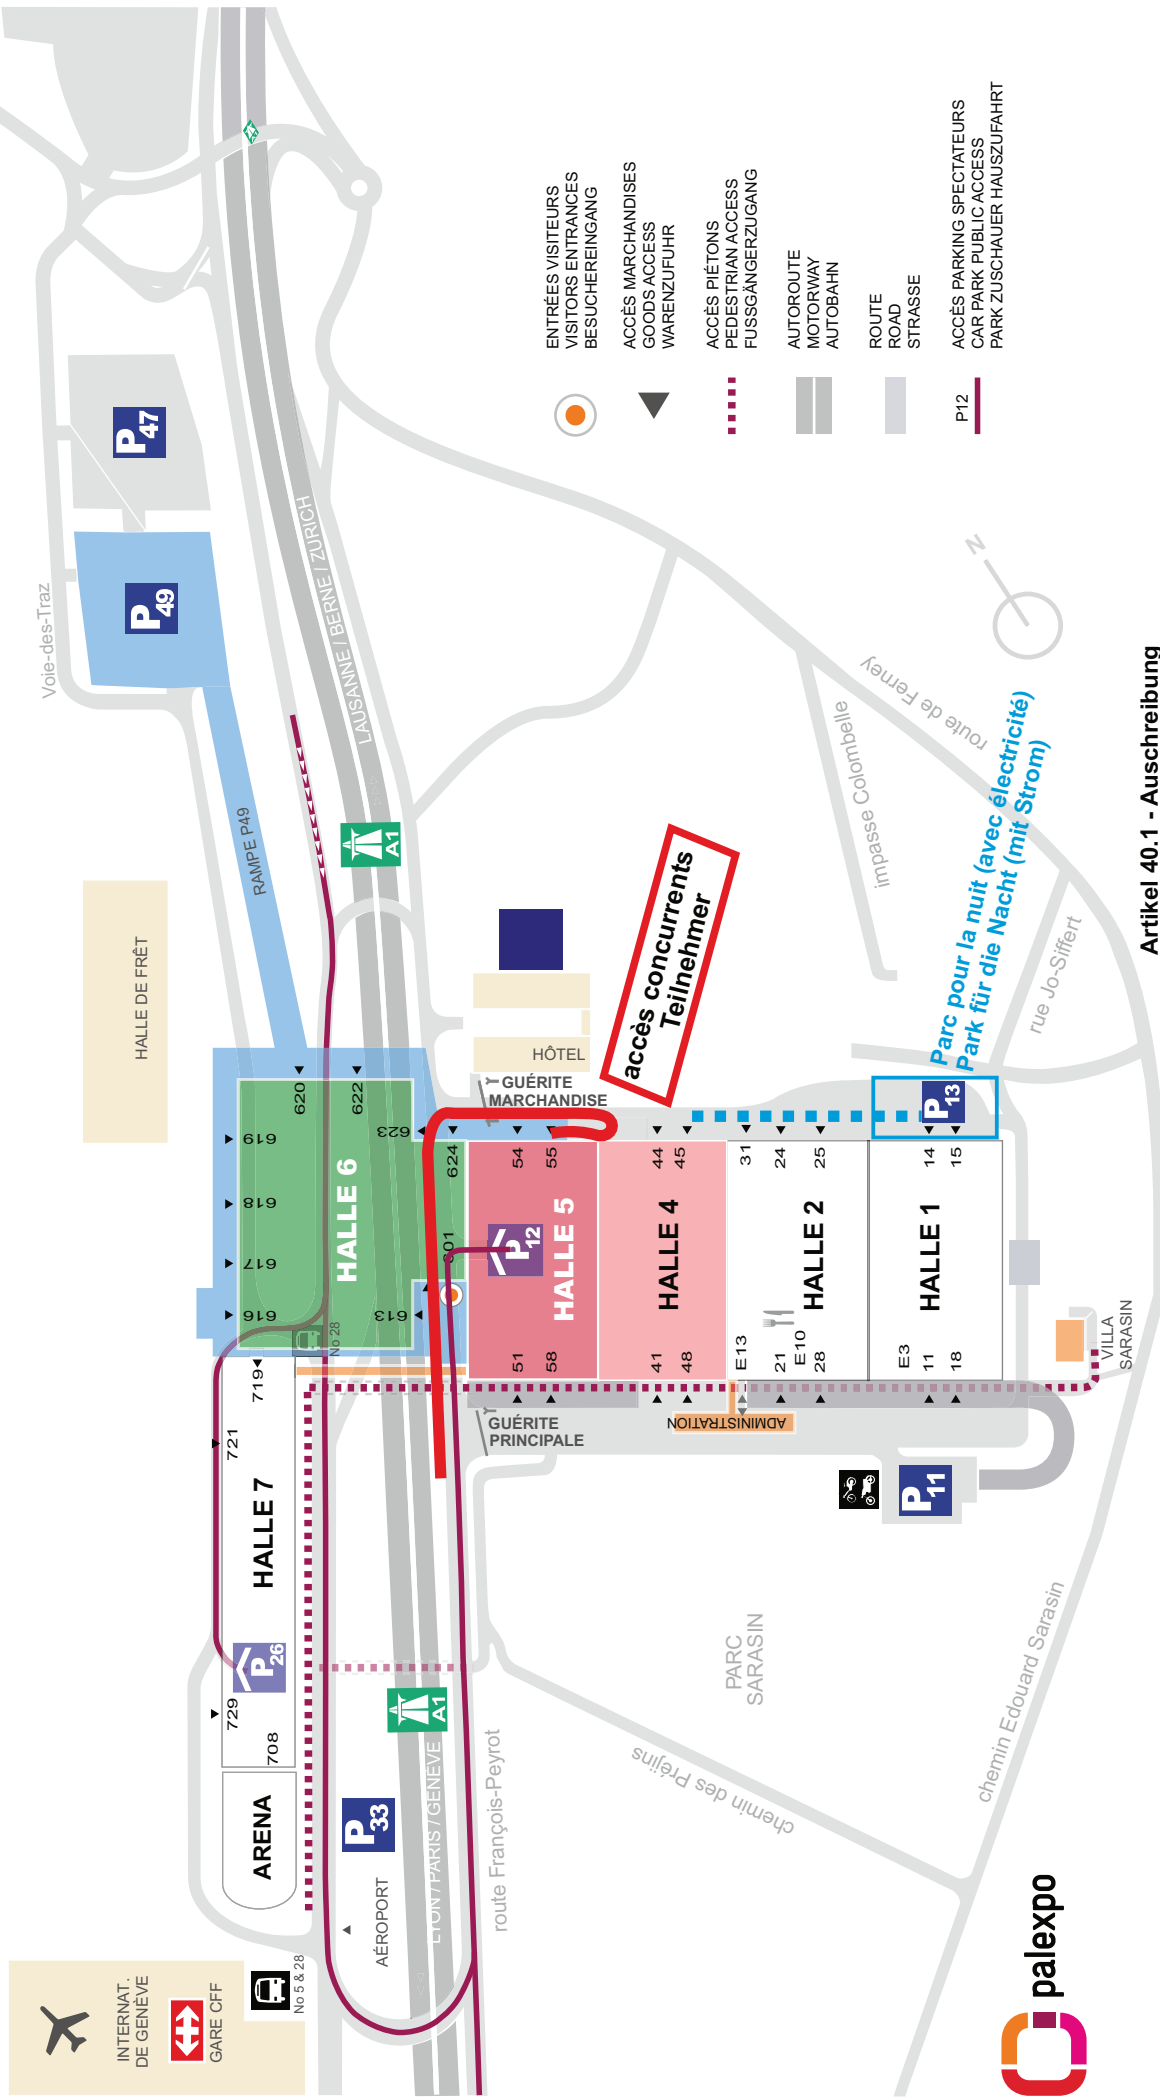 INTERNAT.
DE GENÈVE
GARE CFF
No 5 & 28
ARENA
708
729
P26
HALLE 7
721
719
No 28
AÉROPORT
P33
LYON / PARIS / GENÈVE
A1
route François-Peyrot
HALLE DE FRÊT
RAMPE P49
Voie-des-Traz
P49
P47
LAUSANNE / BERNE / ZURICH
A1
HALLE 6
616
617
618
619
620
622
623
624
613
601
P12
HALLE 5
51
58
54
55
HALLE 4
41
48
44
45
HALLE 2
E13
21
E10
28
31
24
25
HALLE 1
E3
11
18
14
15
GUÉRITE
PRINCIPALE
GUÉRITE
MARCHANDISE
HÔTEL
ADMINISTRATION
accès concurrents
Teilnehmer
P13
Parc pour la nuit (avec électricité)
Park für die Nacht (mit Strom)
P11
VILLA
SARASIN
PARC
SARASIN
chemin des Préjins
chemin Edouard Sarasin
rue Jo-Siffert
impasse Colombelle
route de Ferney
N
ENTRÉES VISITEURS
VISITORS ENTRANCES
BESUCHEREINGANG
ACCÈS MARCHANDISES
GOODS ACCESS
WARENZUFUHR
ACCÈS PIÉTONS
PEDESTRIAN ACCESS
FUSSGÄNGERZUGANG
AUTOROUTE
MOTORWAY
AUTOBAHN
ROUTE
ROAD
STRASSE
P12
ACCÈS PARKING SPECTATEURS
CAR PARK PUBLIC ACCESS
PARK ZUSCHAUER HAUSZUFAHRT
palexpo
Artikel 40.1 - Auschreibung